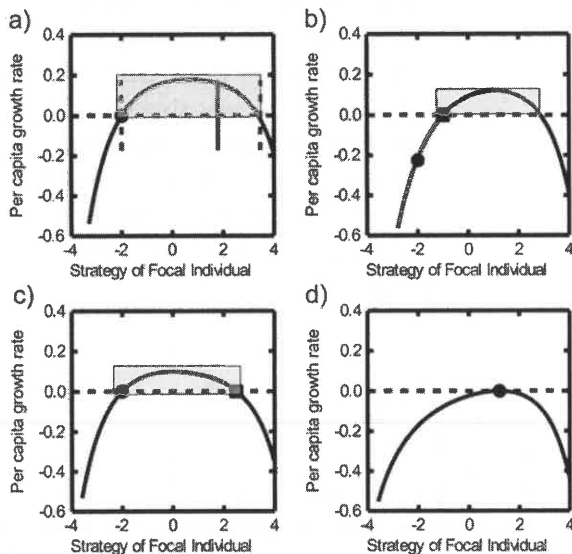 a)
b)
0.4
0.2
0.0
-0.2
-0.4
-0.6
Per capita growth rate
-4 -2 0 2 4
Strategy of Focal Individual
0.4
0.2
0.0
-0.2
-0.4
-0.6
Per capita growth rate
-4 -2 0 2 4
Strategy of Focal Individual
c)
d)
0.4
0.2
0.0
-0.2
-0.4
-0.6
Per capita growth rate
-4 -2 0 2 4
Strategy of Focal Individual
0.4
0.2
0.0
-0.2
-0.4
-0.6
Per capita growth rate
-4 -2 0 2 4
Strategy of Focal Individual